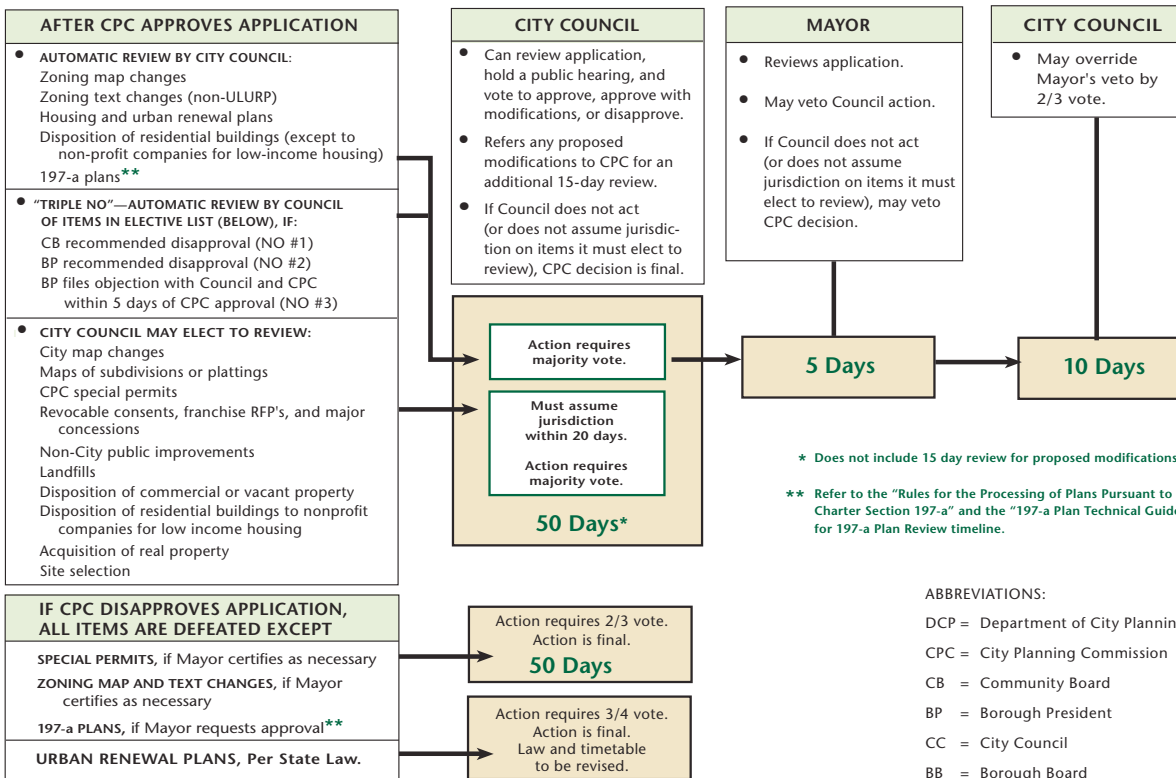 AFTER CPC APPROVES APPLICATION
• AUTOMATIC REVIEW BY CITY COUNCIL:
Zoning map changes
Zoning text changes (non-ULURP)
Housing and urban renewal plans
Disposition of residential buildings (except to
non-profit companies for low-income housing)
197-a plans**
• "TRIPLE NO"—AUTOMATIC REVIEW BY COUNCIL
OF ITEMS IN ELECTIVE LIST (BELOW), IF:
CB recommended disapproval (NO #1)
BP recommended disapproval (NO #2)
BP files objection with Council and CPC
within 5 days of CPC approval (NO #3)
• CITY COUNCIL MAY ELECT TO REVIEW:
City map changes
Maps of subdivisions or plattings
CPC special permits
Revocable consents, franchise RFP's, and major
concessions
Non-City public improvements
Landfills
Disposition of commercial or vacant property
Disposition of residential buildings to nonprofit
companies for low income housing
Acquisition of real property
Site selection
CITY COUNCIL
• Can review application,
hold a public hearing, and
vote to approve, approve with
modifications, or disapprove.
• Refers any proposed
modifications to CPC for an
additional 15-day review.
• If Council does not act
(or does not assume jurisdic-
tion on items it must elect to
review), CPC decision is final.
Action requires
majority vote.
Must assume
jurisdiction
within 20 days.
Action requires
majority vote.
50 Days*
MAYOR
• Reviews application.
• May veto Council action.
• If Council does not act
(or does not assume
jurisdiction on items it must
elect to review), may veto
CPC decision.
5 Days
CITY COUNCIL
• May override
Mayor's veto by
2/3 vote.
10 Days
* Does not include 15 day review for proposed modifications
** Refer to the "Rules for the Processing of Plans Pursuant to
Charter Section 197-a" and the "197-a Plan Technical Guide
for 197-a Plan Review timeline.
IF CPC DISAPPROVES APPLICATION,
ALL ITEMS ARE DEFEATED EXCEPT
SPECIAL PERMITS, if Mayor certifies as necessary
ZONING MAP AND TEXT CHANGES, if Mayor
certifies as necessary
197-a PLANS, if Mayor requests approval**
URBAN RENEWAL PLANS, Per State Law.
Action requires 2/3 vote.
Action is final.
50 Days
Action requires 3/4 vote.
Action is final.
Law and timetable
to be revised.
ABBREVIATIONS:
DCP = Department of City Plannin
CPC = City Planning Commission
CB = Community Board
BP = Borough President
CC = City Council
BB = Borough Board